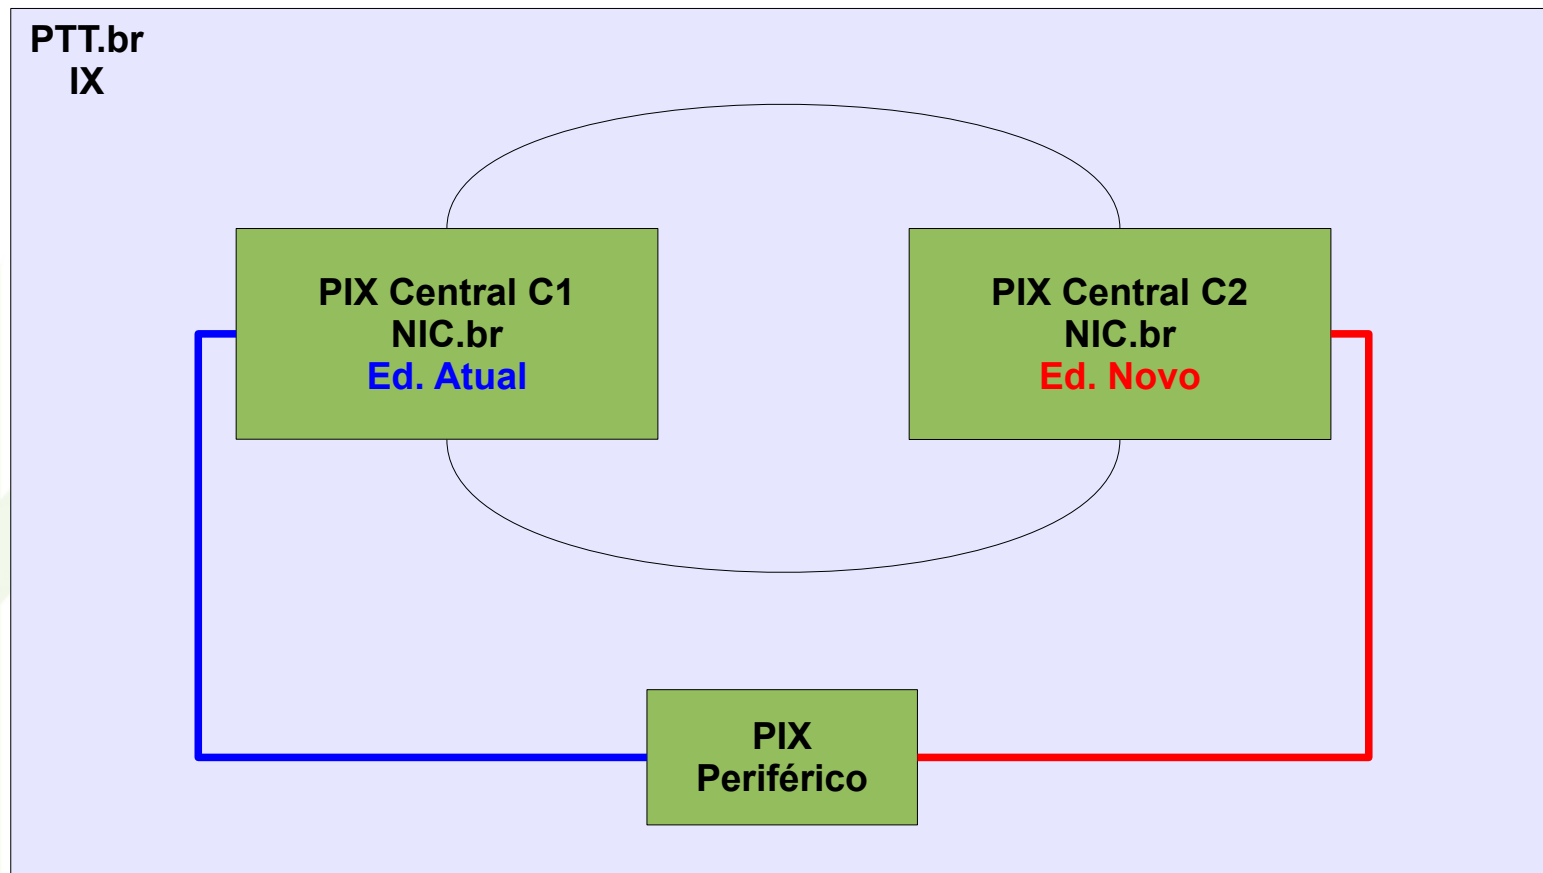 PTT.br
IX
PIX Central C1
NIC.br
Ed. Atual
PIX Central C2
NIC.br
Ed. Novo
PIX
Periférico